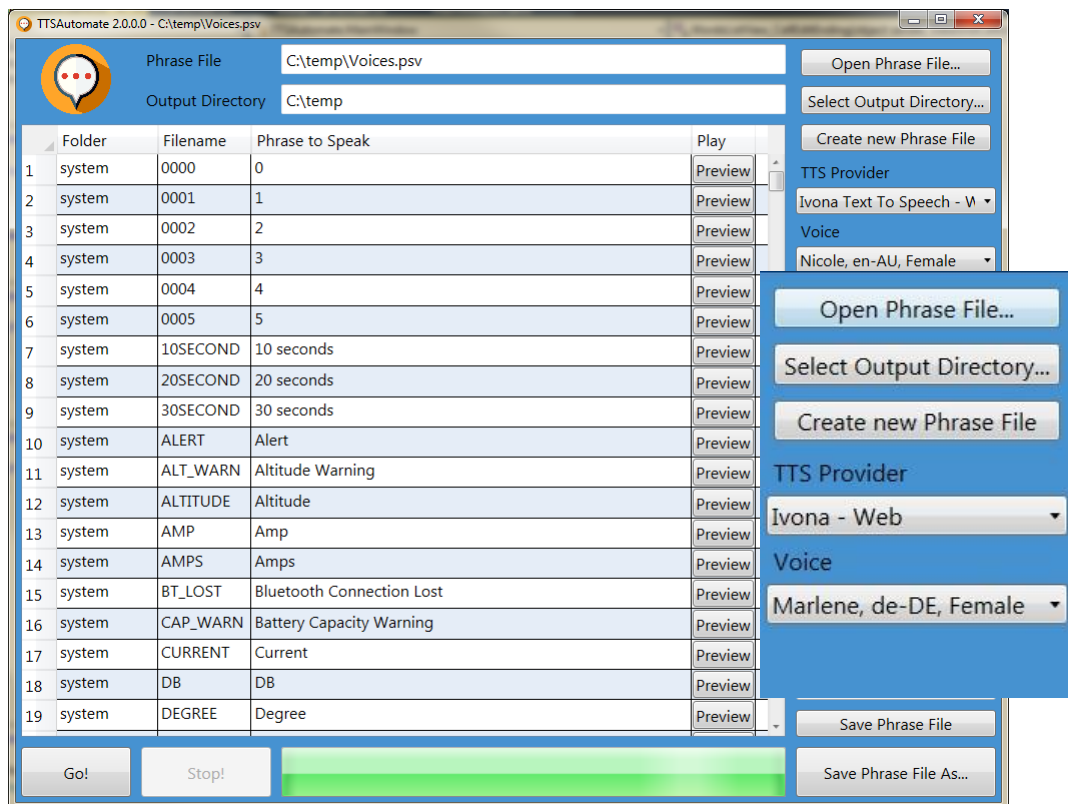 TTSAutomate 2.0.0.0 - C:\temp\Voices.psv
Phrase File C:\temp\Voices.psv Open Phrase File...
Output Directory C:\temp Select Output Directory...
Create new Phrase File
Folder Filename Phrase to Speak Play
TTS Provider
Ivona Text To Speech - W
Voice
Nicole, en-AU, Female
1 system 0000 0 Preview
2 system 0001 1 Preview
3 system 0002 2 Preview
4 system 0003 3 Preview
5 system 0004 4 Preview
6 system 0005 5 Preview
7 system 10SECOND 10 seconds Preview
8 system 20SECOND 20 seconds Preview
9 system 30SECOND 30 seconds Preview
10 system ALERT Alert Preview
11 system ALT_WARN Altitude Warning Preview
12 system ALTITUDE Altitude Preview
13 system AMP Amp Preview
14 system AMPS Amps Preview
15 system BT_LOST Bluetooth Connection Lost Preview
16 system CAP_WARN Battery Capacity Warning Preview
17 system CURRENT Current Preview
18 system DB DB Preview
19 system DEGREE Degree Preview
Open Phrase File...
Select Output Directory...
Create new Phrase File
TTS Provider
Ivona - Web
Voice
Marlene, de-DE, Female
Save Phrase File
Go! Stop! Save Phrase File As...